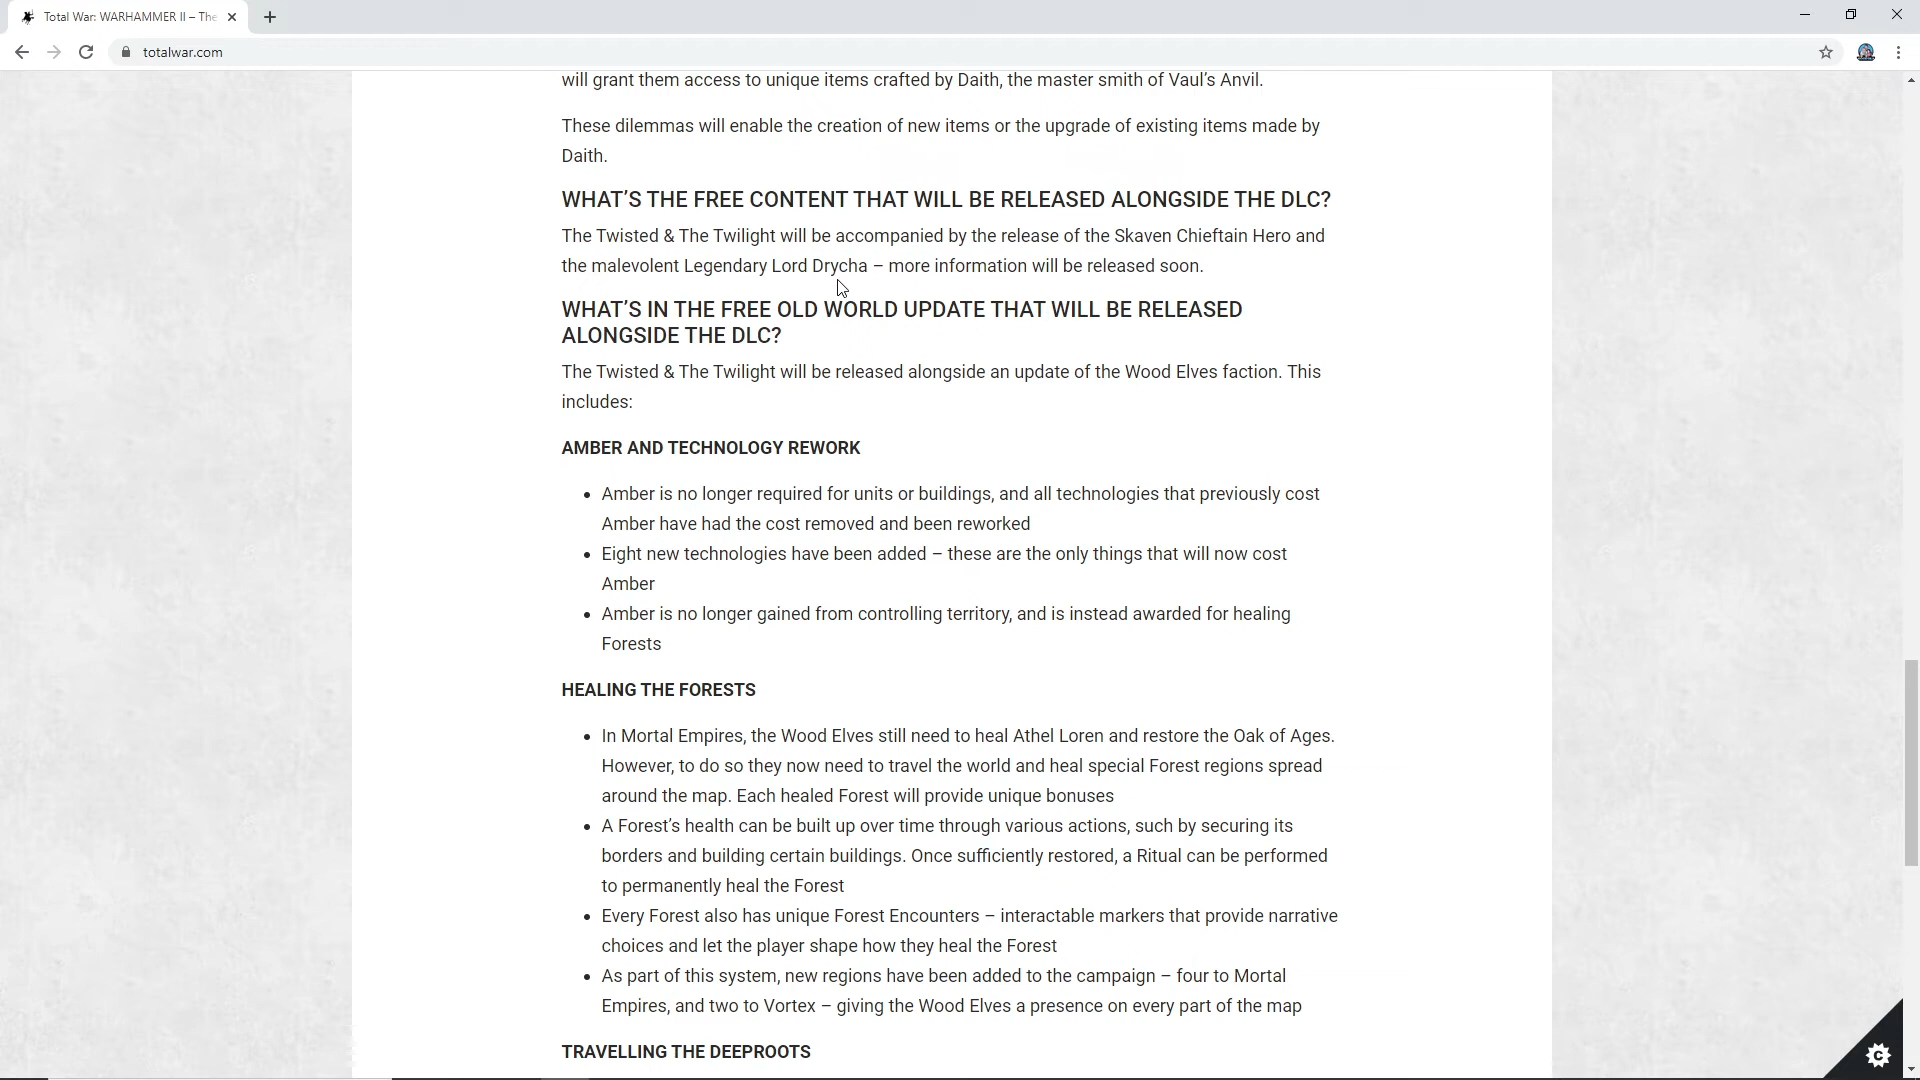 Total War: WARHAMMER II – The
totalwar.com
will grant them access to unique items crafted by Daith, the master smith of Vaul’s Anvil.
These dilemmas will enable the creation of new items or the upgrade of existing items made by
Daith.
WHAT’S THE FREE CONTENT THAT WILL BE RELEASED ALONGSIDE THE DLC?
The Twisted & The Twilight will be accompanied by the release of the Skaven Chieftain Hero and
the malevolent Legendary Lord Drycha – more information will be released soon.
WHAT’S IN THE FREE OLD WORLD UPDATE THAT WILL BE RELEASED
ALONGSIDE THE DLC?
The Twisted & The Twilight will be released alongside an update of the Wood Elves faction. This
includes:
AMBER AND TECHNOLOGY REWORK
• Amber is no longer required for units or buildings, and all technologies that previously cost
Amber have had the cost removed and been reworked
• Eight new technologies have been added – these are the only things that will now cost
Amber
• Amber is no longer gained from controlling territory, and is instead awarded for healing
Forests
HEALING THE FORESTS
• In Mortal Empires, the Wood Elves still need to heal Athel Loren and restore the Oak of Ages.
However, to do so they now need to travel the world and heal special Forest regions spread
around the map. Each healed Forest will provide unique bonuses
• A Forest’s health can be built up over time through various actions, such by securing its
borders and building certain buildings. Once sufficiently restored, a Ritual can be performed
to permanently heal the Forest
• Every Forest also has unique Forest Encounters – interactable markers that provide narrative
choices and let the player shape how they heal the Forest
• As part of this system, new regions have been added to the campaign – four to Mortal
Empires, and two to Vortex – giving the Wood Elves a presence on every part of the map
TRAVELLING THE DEEPROOTS
C